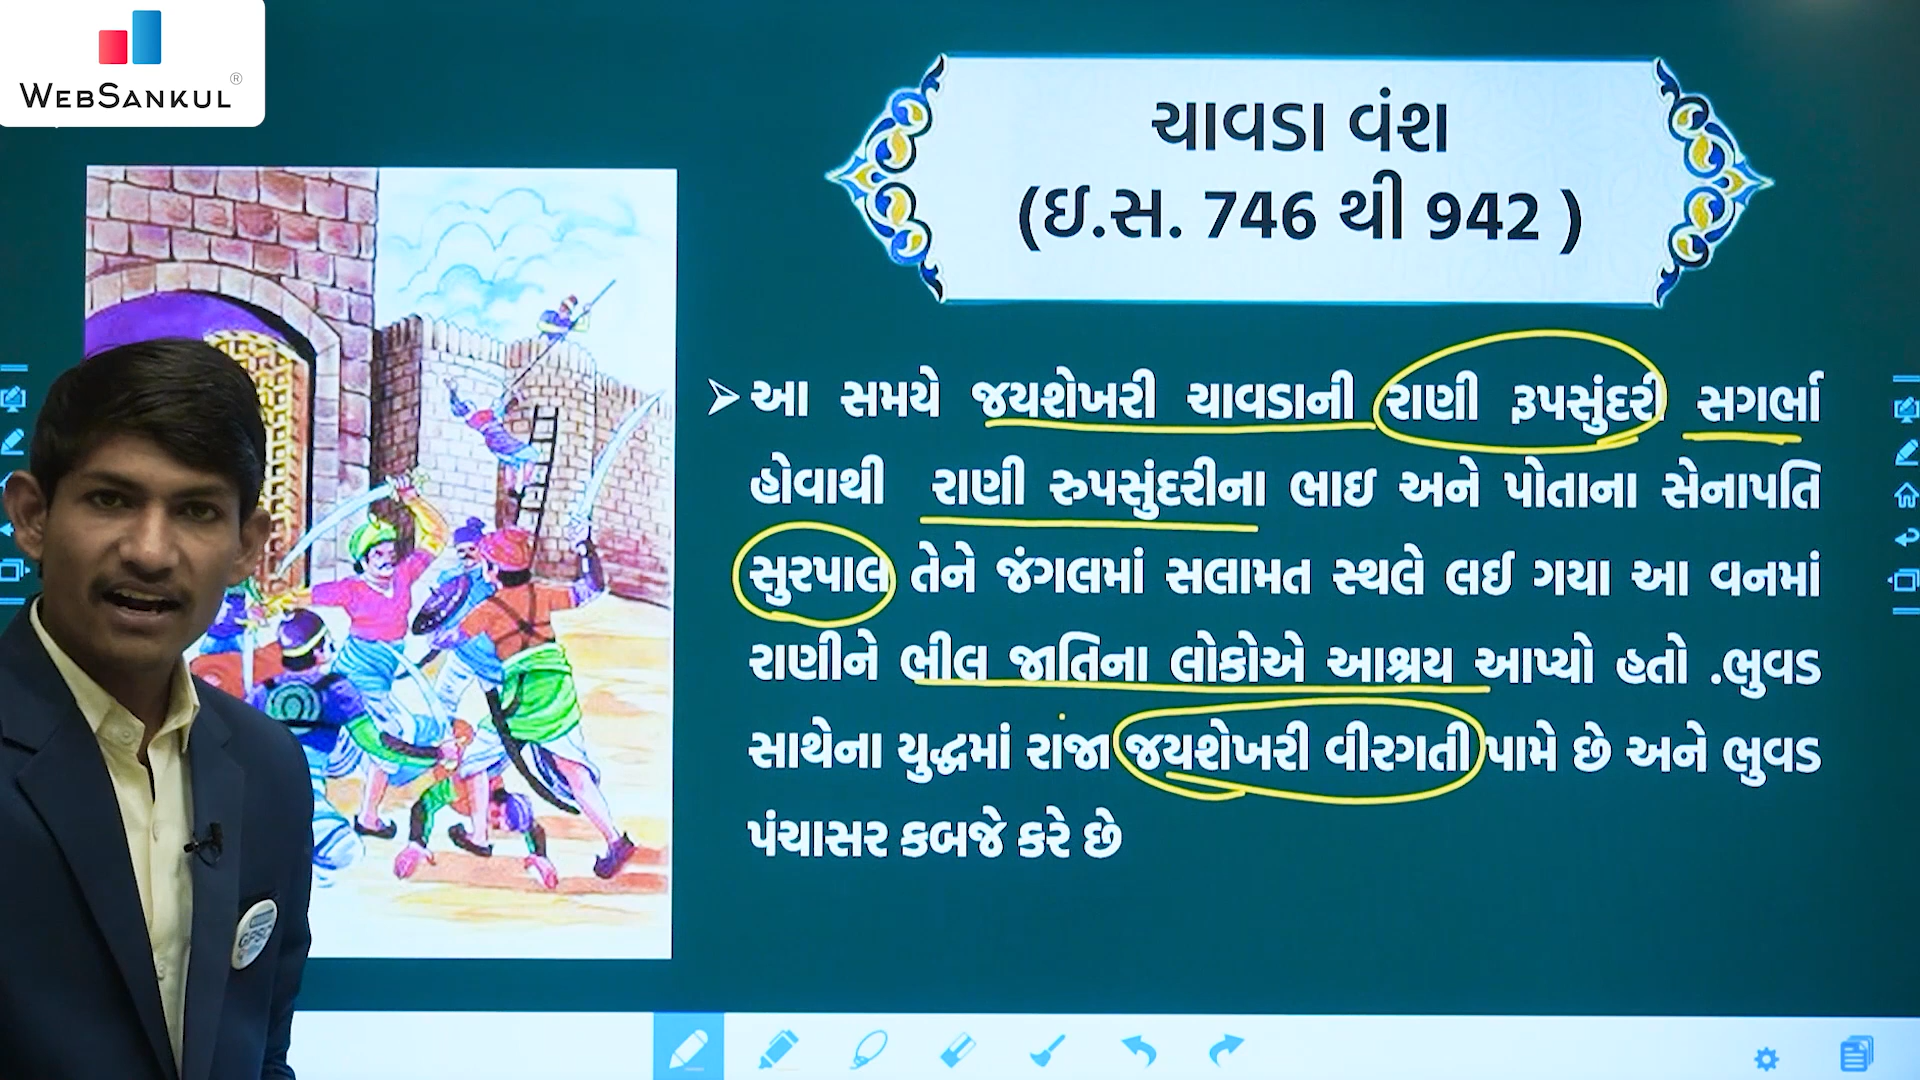 WEBSANKUL®
ચાવડા વંશ
(ઇ.સ. 746 થી 942 )
આ સમયે જયશેખરી ચાવડાની રાણી રૂપસુંદરી સગર્ભા
હોવાથી રાણી રુપસુંદરીના ભાઇ અને પોતાના સેનાપતિ
સુરપાલ તેને જંગલમાં સલામત સ્થલે લઈ ગયા આ વનમાં
રાણીને ભીલ જાતિના લોકોએ આશ્રય આપ્યો હતો .ભુવડ
સાથેના યુદ્ધમાં રાજા જયશેખરી વીરગતી પામે છે અને ભુવડ
પંચાસર કબજે કરે છે